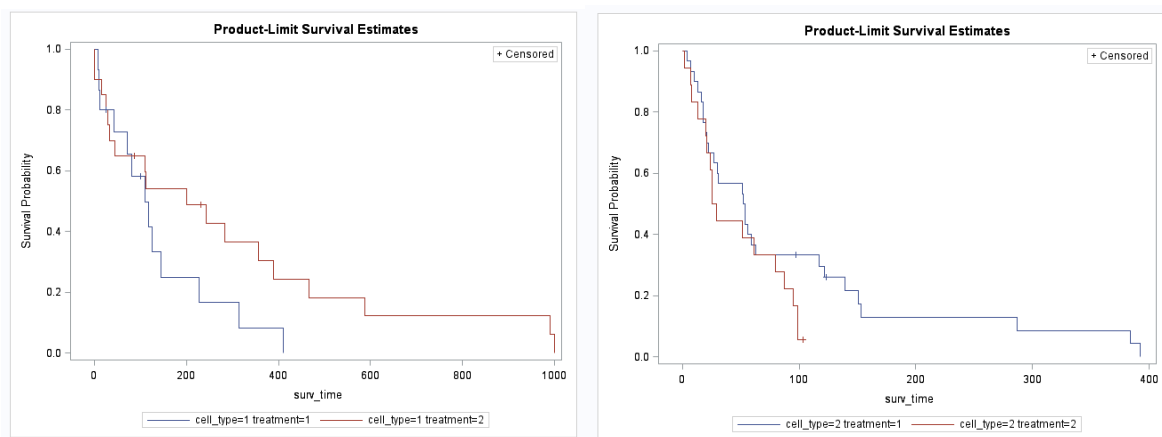 Product-Limit Survival Estimates
+ Censored
1.0
0.8
0.6
0.4
0.2
0.0
Survival Probability
0
200
400
600
800
1000
surv_time
cell_type=1 treatment=1
cell_type=1 treatment=2
Product-Limit Survival Estimates
+ Censored
1.0
0.8
0.6
0.4
0.2
0.0
Survival Probability
0
100
200
300
400
surv_time
cell_type=2 treatment=1
cell_type=2 treatment=2